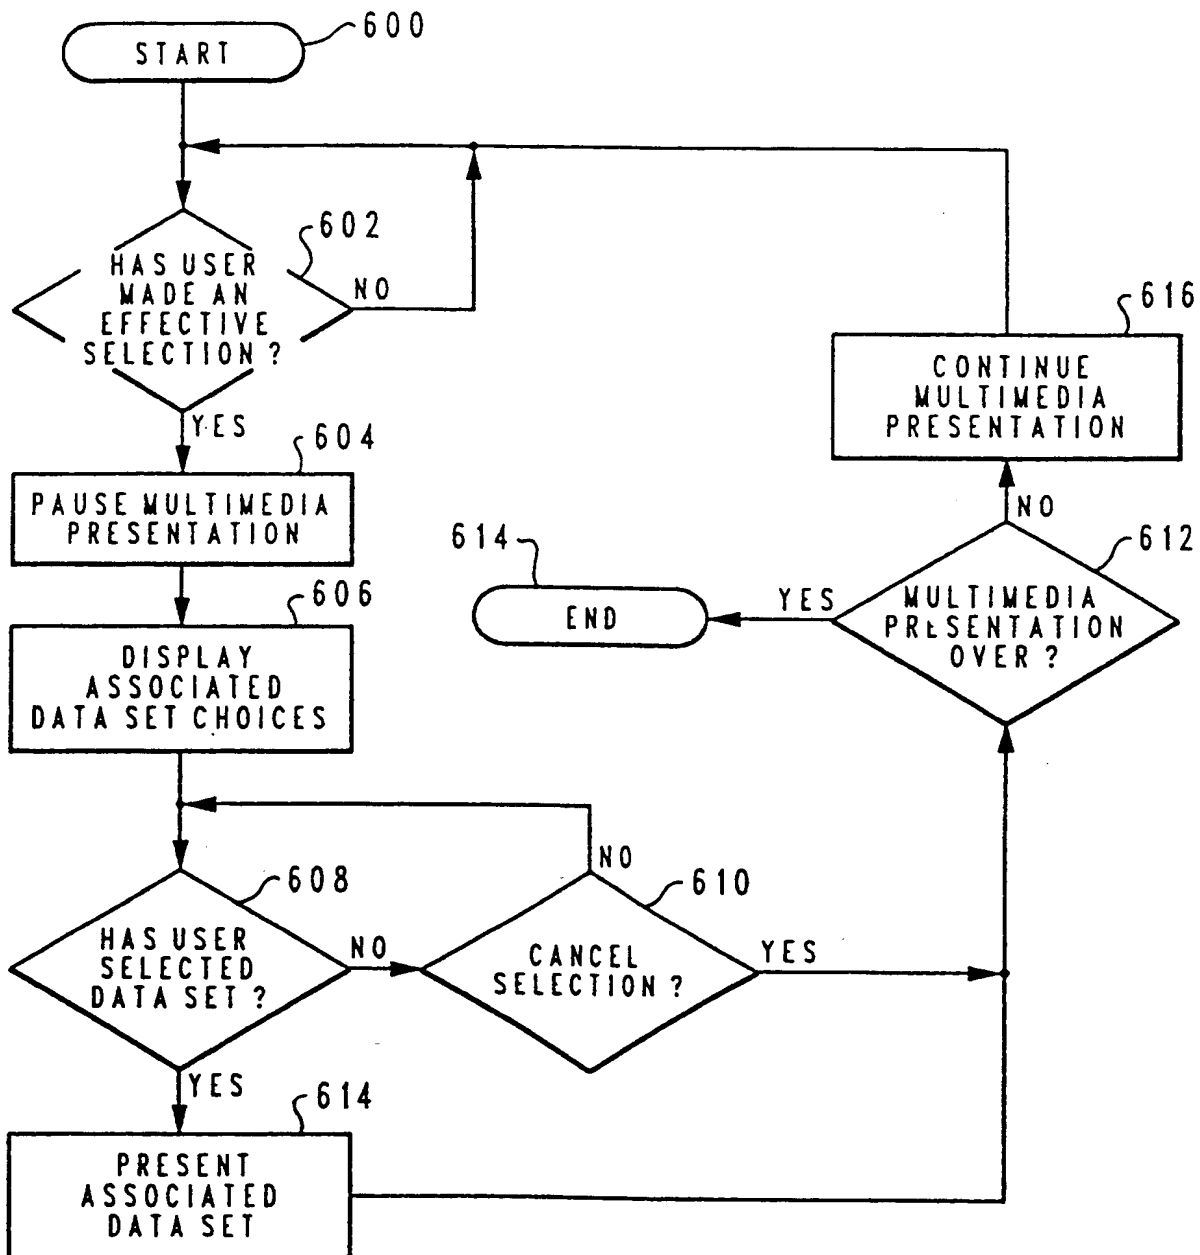 START
600
602
HAS USER
MADE AN
EFFECTIVE
SELECTION ?
NO
YES
604
PAUSE MULTIMEDIA
PRESENTATION
606
DISPLAY
ASSOCIATED
DATA SET CHOICES
608
HAS USER
SELECTED
DATA SET ?
NO
YES
610
CANCEL
SELECTION ?
NO
YES
614
PRESENT
ASSOCIATED
DATA SET
616
CONTINUE
MULTIMEDIA
PRESENTATION
NO
612
MULTIMEDIA
PRESENTATION
OVER ?
YES
614
END